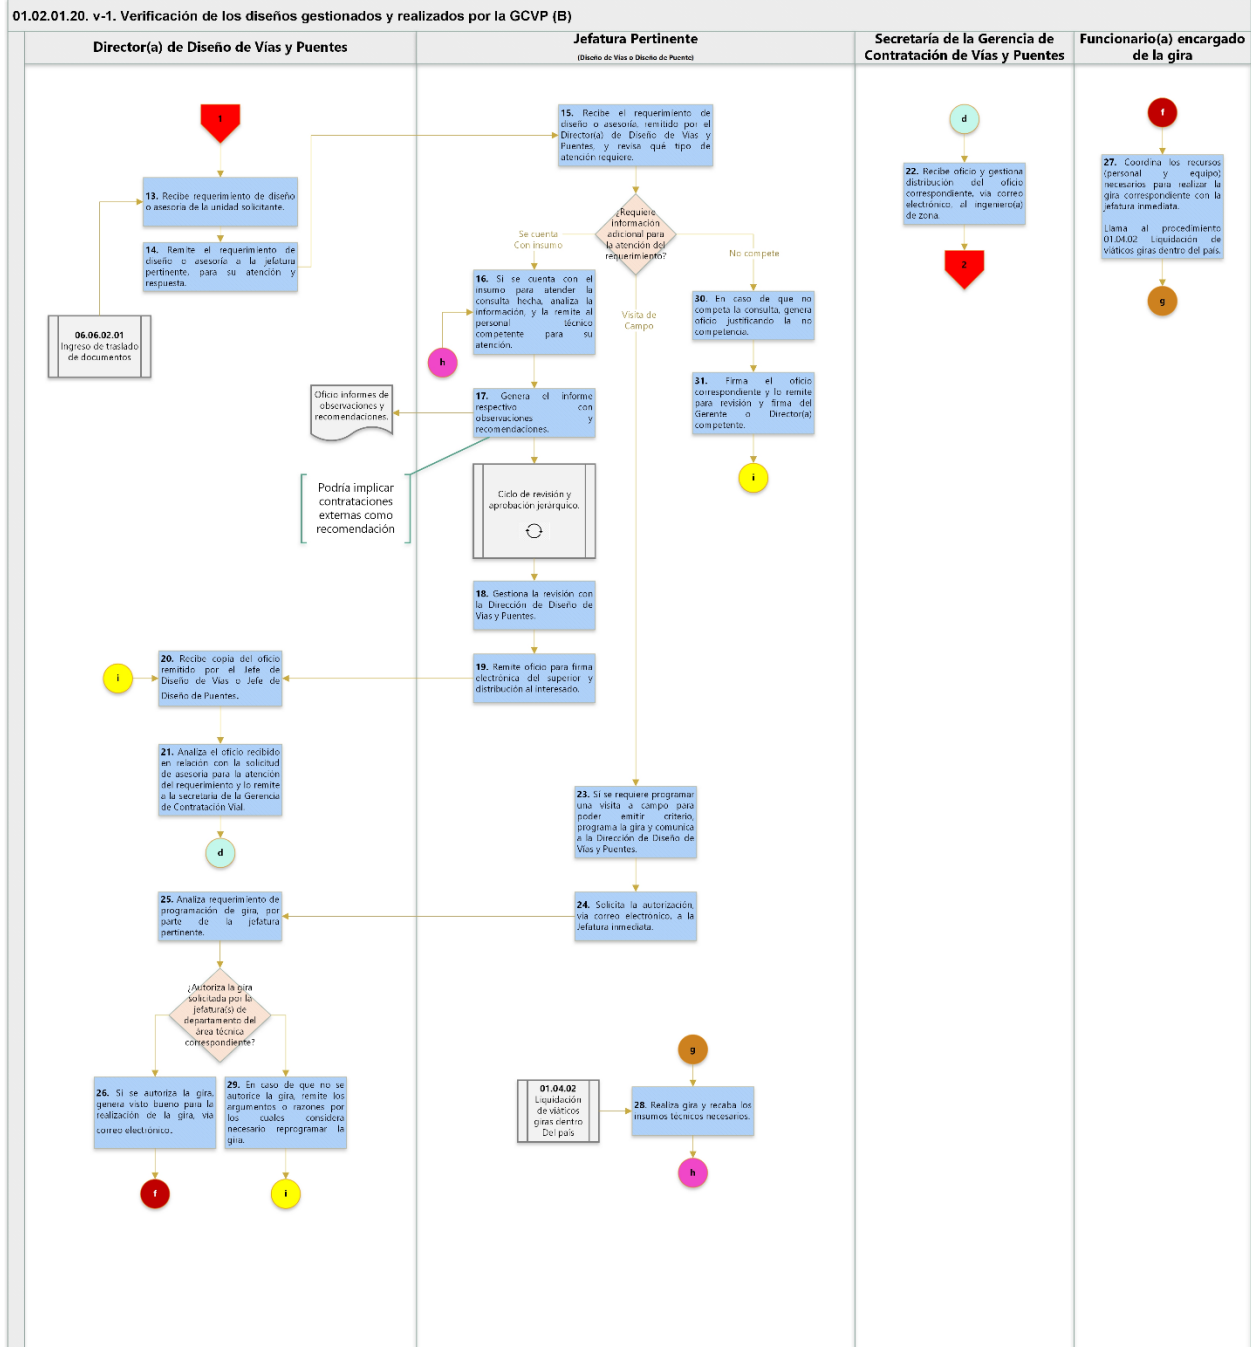 01.02.01.20. v-1. Verificación de los diseños gestionados y realizados por la GCVP (B)
Director(a) de Diseño de Vías y Puentes
Jefatura Pertinente
(Diseño de Vías o Diseño de Puente)
Secretaría de la Gerencia de
Contratación de Vías y Puentes
Funcionario(a) encargado
de la gira
1
13. Recibe requerimiento de diseño
o asesoría de la unidad solicitante.
14. Remite el requerimiento de
diseño o asesoría a la jefatura
pertinente, para su atención y
respuesta.
06.06.02.01
Ingreso de traslado
de documentos
15. Recibe el requerimiento de
diseño o asesoría, remitido por el
Director(a) de Diseño de Vías y
Puentes, y revisa qué tipo de
atención requiere.
¿Requiere
información
adicional para
la atención del
requerimiento?
Se cuenta
Con insumo
No compete
Visita de
Campo
16. Si se cuenta con el
insumo para atender la
consulta hecha, analiza la
información, y la remite al
personal técnico
competente para su
atención.
h
30. En caso de que no
competa la consulta, genera
oficio justificando la no
competencia.
31. Firma el oficio
correspondiente y lo remite
para revisión y firma del
Gerente o Director(a)
competente.
i
Oficio informes de
observaciones y
recomendaciones.
17. Genera el informe
respectivo con
observaciones y
recomendaciones.
Podría implicar
contrataciones
externas como
recomendación
Ciclo de revisión y
aprobación jerárquico.
18. Gestiona la revisión con
la Dirección de Diseño de
Vías y Puentes.
19. Remite oficio para firma
electrónica del superior y
distribución al interesado.
i
20. Recibe copia del oficio
remitido por el Jefe de
Diseño de Vías o Jefe de
Diseño de Puentes.
21. Analiza el oficio recibido
en relación con la solicitud
de asesoría para la atención
del requerimiento y lo remite
a la secretaria de la Gerencia
de Contratación Vial.
d
23. Si se requiere programar
una visita a campo para
poder emitir criterio,
programa la gira y comunica
a la Dirección de Diseño de
Vías y Puentes.
24. Solicita la autorización,
vía correo electrónico, a la
Jefatura inmediata.
25. Analiza requerimiento de
programación de gira, por
parte de la jefatura
pertinente.
¿Autoriza la gira
solicitada por la
jefatura(s) de
departamento del
área técnica
correspondiente?
26. Si se autoriza la gira,
genera visto bueno para la
realización de la gira, vía
correo electrónico.
29. En caso de que no se
autorice la gira, remite los
argumentos o razones por
los cuales considera
necesario reprogramar la
gira.
f
i
g
01.04.02
Liquidación
de viáticos
giras dentro
Del país
28. Realiza gira y recaba los
insumos técnicos necesarios.
h
d
22. Recibe oficio y gestiona
distribución del oficio
correspondiente, vía correo
electrónico, al ingeniero(a)
de zona.
2
f
27. Coordina los recursos
(personal y equipo)
necesarios para realizar la
gira correspondiente con la
jefatura inmediata.
Llama al procedimiento
01.04.02 Liquidación de
viáticos giras dentro del país.
g